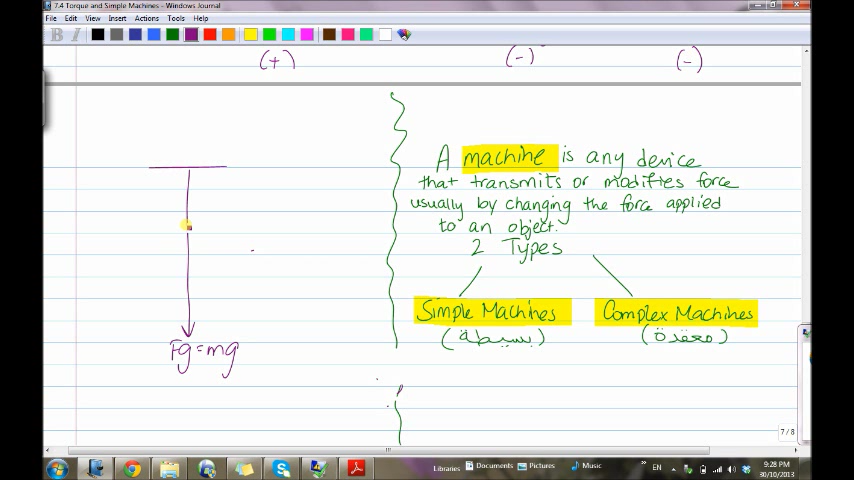 7.4 Torque and Simple Machines - Windows Journal
File Edit View Insert Actions Tools Help
B I
(+) (-) (-)
A machine is any device
that transmits or modifies force
usually by changing the force applied
to an object.
2 Types
Simple Machines Complex Machines
(بسيطة) (معقدة)
Fg=mg
7 / 8
Libraries Documents Pictures Music » EN 9:28 PM
30/10/2013